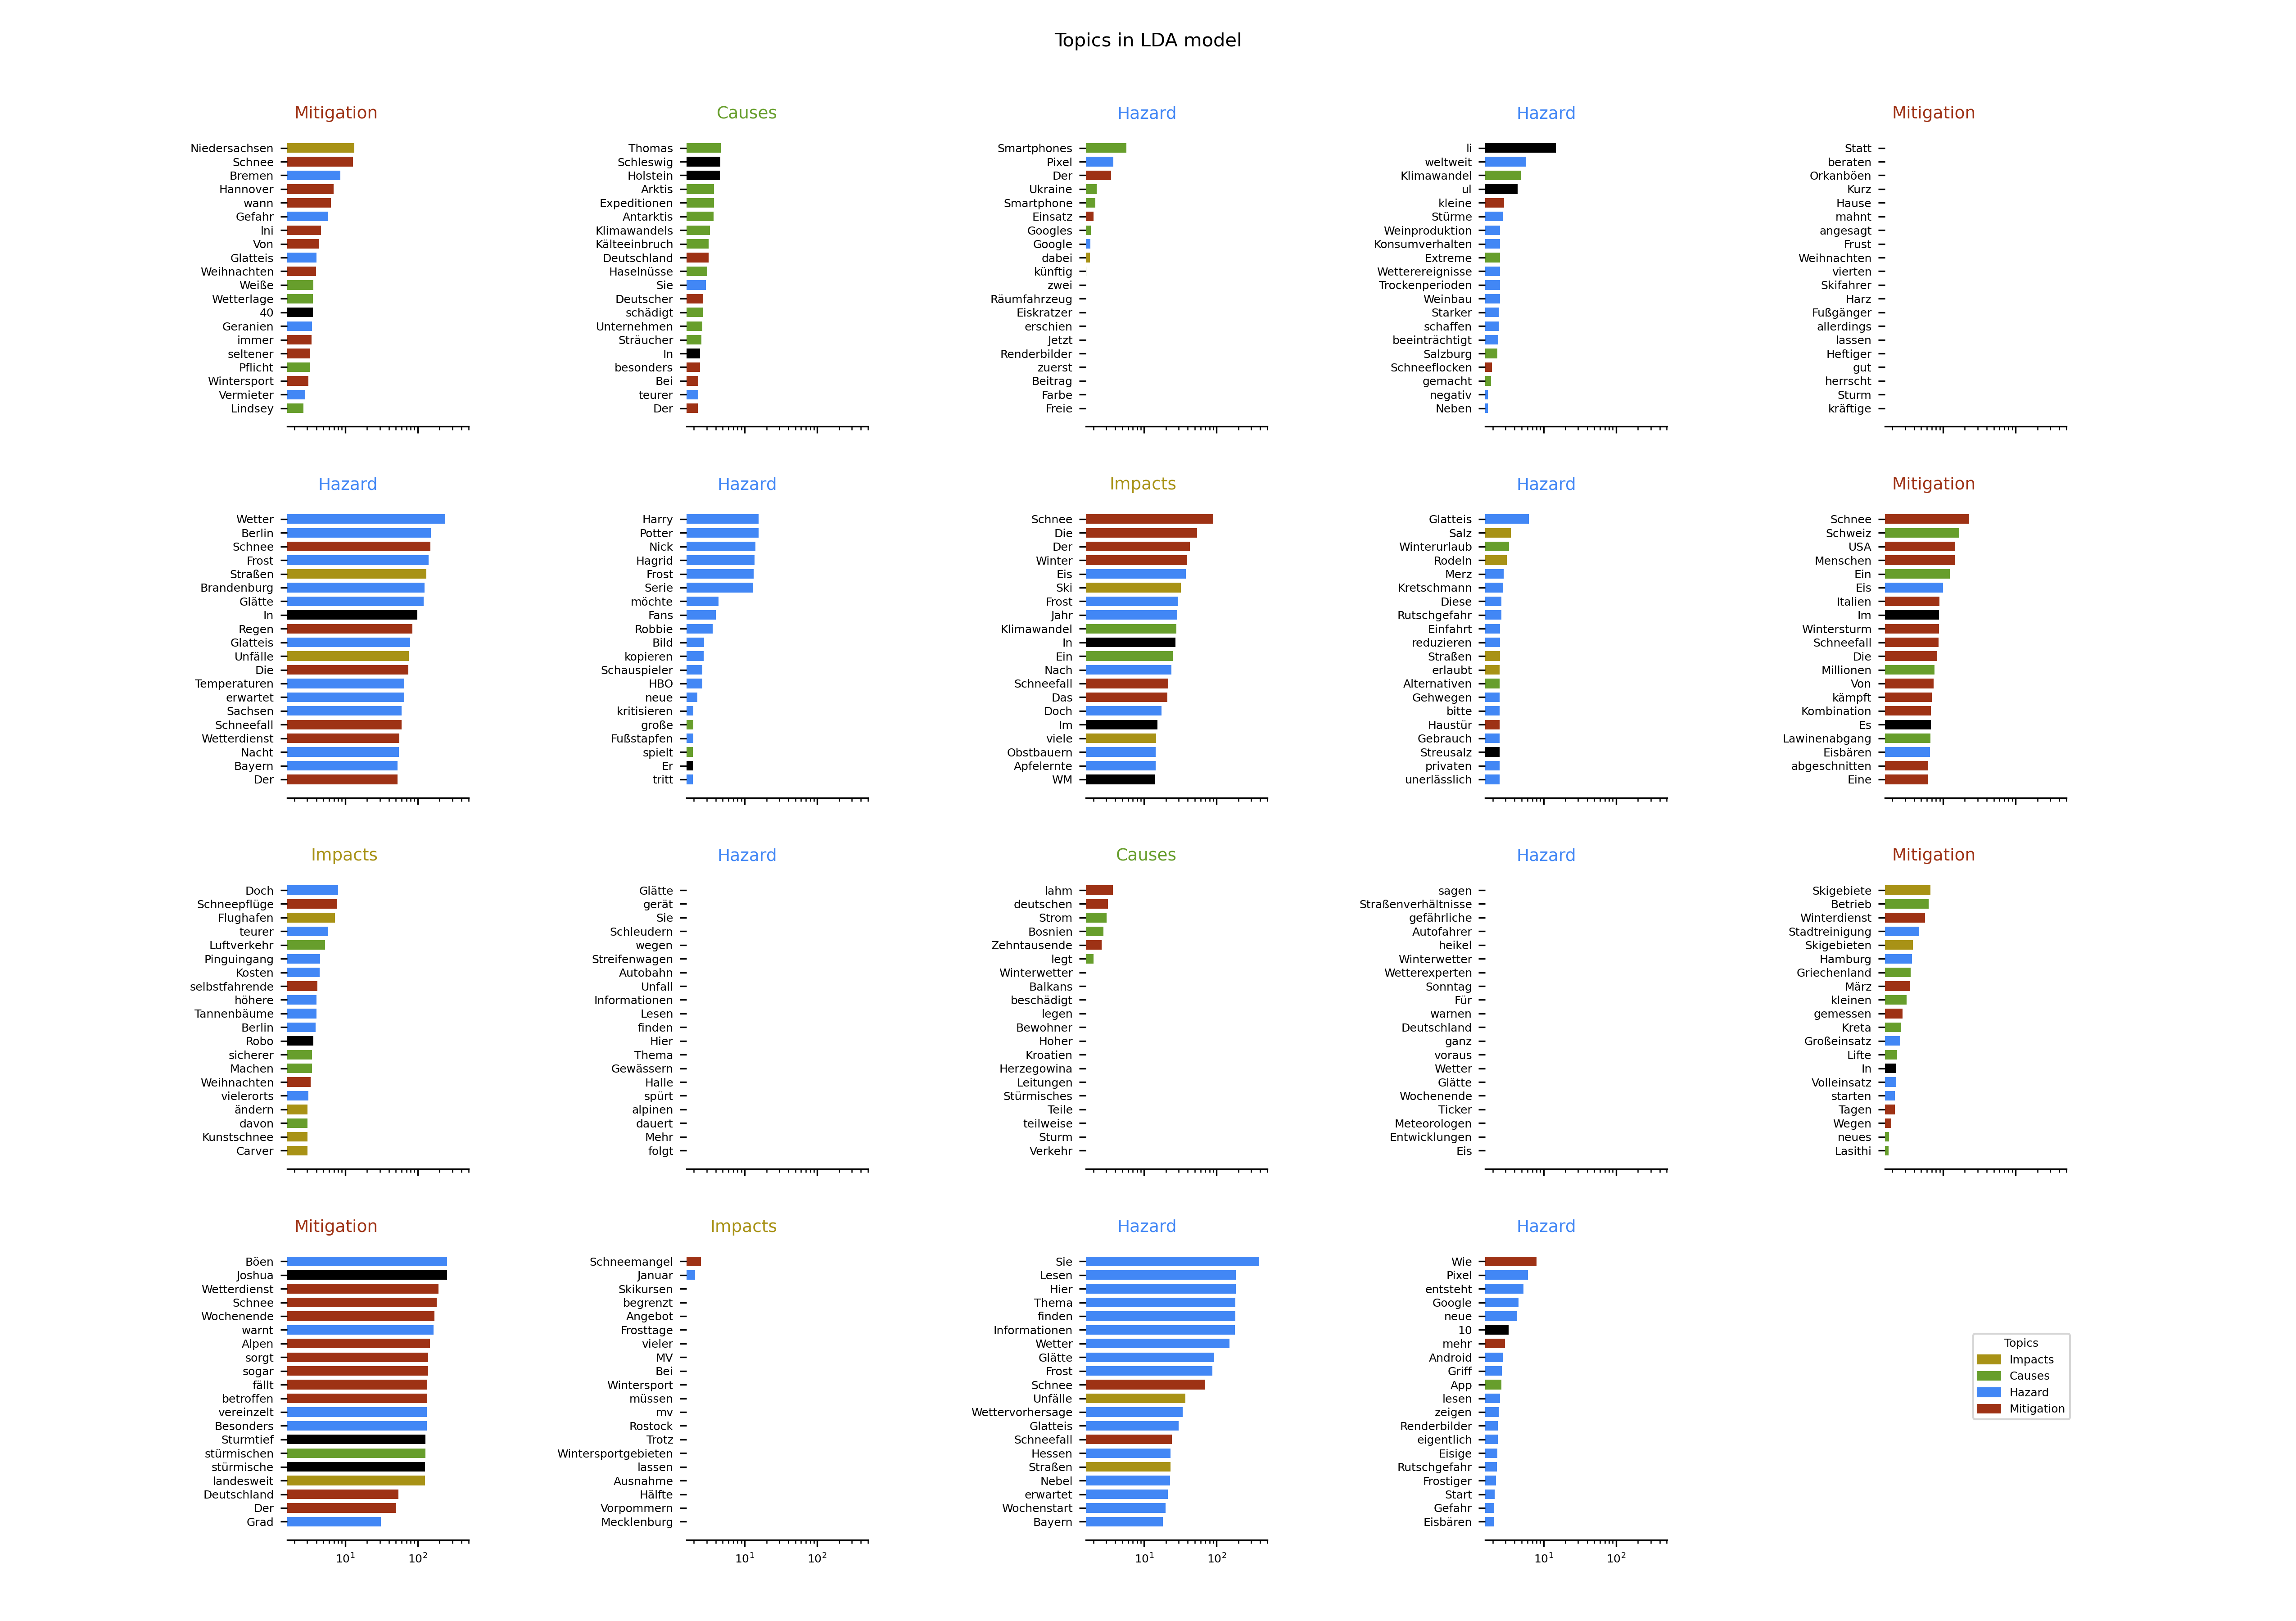 Topics in LDA model
Mitigation
Niedersachsen
Schnee
Bremen
Hannover
wann
Gefahr
Ini
Von
Glatteis
Weihnachten
Weiße
Wetterlage
40
Geranien
immer
seltener
Pflicht
Wintersport
Vermieter
Lindsey
Causes
Thomas
Schleswig
Holstein
Arktis
Expeditionen
Antarktis
Klimawandels
Kälteeinbruch
Deutschland
Haselnüsse
Sie
Deutscher
schädigt
Unternehmen
Sträucher
In
besonders
Bei
teurer
Der
Hazard
Smartphones
Pixel
Der
Ukraine
Smartphone
Einsatz
Googles
Google
dabei
künftig
zwei
Räumfahrzeug
Eiskratzer
erschien
Jetzt
Renderbilder
zuerst
Beitrag
Farbe
Freie
Hazard
li
weltweit
Klimawandel
ul
kleine
Stürme
Weinproduktion
Konsumverhalten
Extreme
Wetterereignisse
Trockenperioden
Weinbau
Starker
schaffen
beeinträchtigt
Salzburg
Schneeflocken
gemacht
negativ
Neben
Mitigation
Statt
beraten
Orkanböen
Kurz
Hause
mahnt
angesagt
Frust
Weihnachten
vierten
Skifahrer
Harz
Fußgänger
allerdings
lassen
Heftiger
gut
herrscht
Sturm
kräftige
Hazard
Wetter
Berlin
Schnee
Frost
Straßen
Brandenburg
Glätte
In
Regen
Glatteis
Unfälle
Die
Temperaturen
erwartet
Sachsen
Schneefall
Wetterdienst
Nacht
Bayern
Der
Hazard
Harry
Potter
Nick
Hagrid
Frost
Serie
möchte
Fans
Robbie
Bild
kopieren
Schauspieler
HBO
neue
kritisieren
große
Fußstapfen
spielt
Er
tritt
Impacts
Schnee
Die
Der
Winter
Eis
Ski
Frost
Jahr
Klimawandel
In
Ein
Nach
Schneefall
Das
Doch
Im
viele
Obstbauern
Apfelernte
WM
Hazard
Glatteis
Salz
Winterurlaub
Rodeln
Merz
Kretschmann
Diese
Rutschgefahr
Einfahrt
reduzieren
Straßen
erlaubt
Alternativen
Gehwegen
bitte
Haustür
Gebrauch
Streusalz
privaten
unerlässlich
Mitigation
Schnee
Schweiz
USA
Menschen
Ein
Eis
Italien
Im
Wintersturm
Schneefall
Die
Millionen
Von
kämpft
Kombination
Es
Lawinenabgang
Eisbären
abgeschnitten
Eine
Impacts
Doch
Schneepflüge
Flughafen
teurer
Luftverkehr
Pinguingang
Kosten
selbstfahrende
höhere
Tannenbäume
Berlin
Robo
sicherer
Machen
Weihnachten
vielerorts
ändern
davon
Kunstschnee
Carver
Hazard
Glätte
gerät
Sie
Schleudern
wegen
Streifenwagen
Autobahn
Unfall
Informationen
Lesen
finden
Hier
Thema
Gewässern
Halle
spürt
alpinen
dauert
Mehr
folgt
Causes
lahm
deutschen
Strom
Bosnien
Zehntausende
legt
Winterwetter
Balkans
beschädigt
legen
Bewohner
Hoher
Kroatien
Herzegowina
Leitungen
Stürmisches
Teile
teilweise
Sturm
Verkehr
Hazard
sagen
Straßenverhältnisse
gefährliche
Autofahrer
heikel
Winterwetter
Wetterexperten
Sonntag
Für
warnen
Deutschland
ganz
voraus
Wetter
Glätte
Wochenende
Ticker
Meteorologen
Entwicklungen
Eis
Mitigation
Skigebiete
Betrieb
Winterdienst
Stadtreinigung
Skigebieten
Hamburg
Griechenland
März
kleinen
gemessen
Kreta
Großeinsatz
Lifte
In
Volleinsatz
starten
Tagen
Wegen
neues
Lasithi
Mitigation
Böen
Joshua
Wetterdienst
Schnee
Wochenende
warnt
Alpen
sorgt
sogar
fällt
betroffen
vereinzelt
Besonders
Sturmtief
stürmischen
stürmische
landesweit
Deutschland
Der
Grad
10¹
10²
Impacts
Schneemangel
Januar
Skikursen
begrenzt
Angebot
Frosttage
vieler
MV
Bei
Wintersport
müssen
mv
Rostock
Trotz
Wintersportgebieten
lassen
Ausnahme
Hälfte
Vorpommern
Mecklenburg
10¹
10²
Hazard
Sie
Lesen
Hier
Thema
finden
Informationen
Wetter
Glätte
Frost
Schnee
Unfälle
Wettervorhersage
Glatteis
Schneefall
Hessen
Straßen
Nebel
erwartet
Wochenstart
Bayern
10¹
10²
Hazard
Wie
Pixel
entsteht
Google
neue
10
mehr
Android
Griff
App
lesen
zeigen
Renderbilder
eigentlich
Eisige
Rutschgefahr
Frostiger
Start
Gefahr
Eisbären
10¹
10²
Topics
Impacts
Causes
Hazard
Mitigation